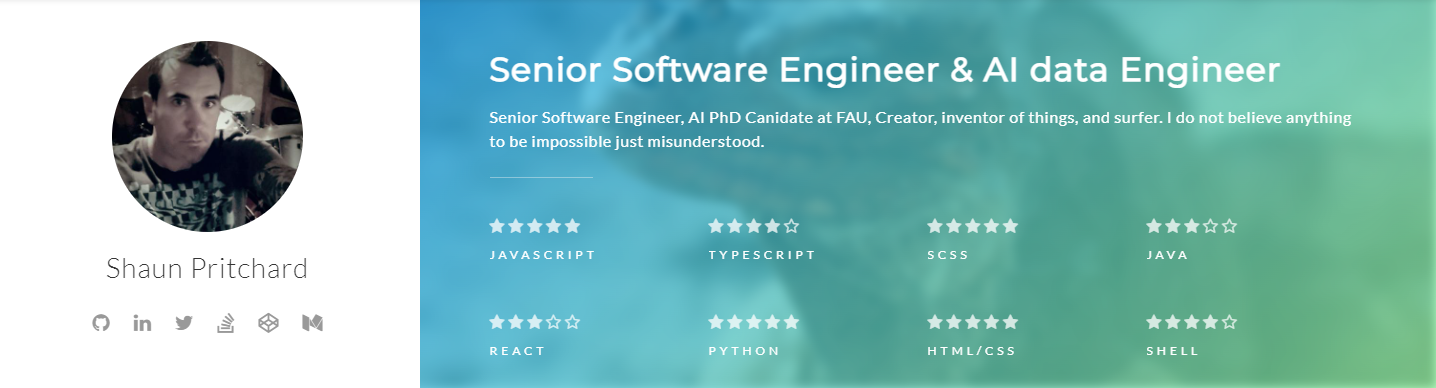 Shaun Pritchard
Senior Software Engineer & AI data Engineer
Senior Software Engineer, AI PhD Canidate at FAU, Creator, inventor of things, and surfer. I do not believe anything
to be impossible just misunderstood.
JAVASCRIPT
TYPESCRIPT
SCSS
JAVA
REACT
PYTHON
HTML/CSS
SHELL